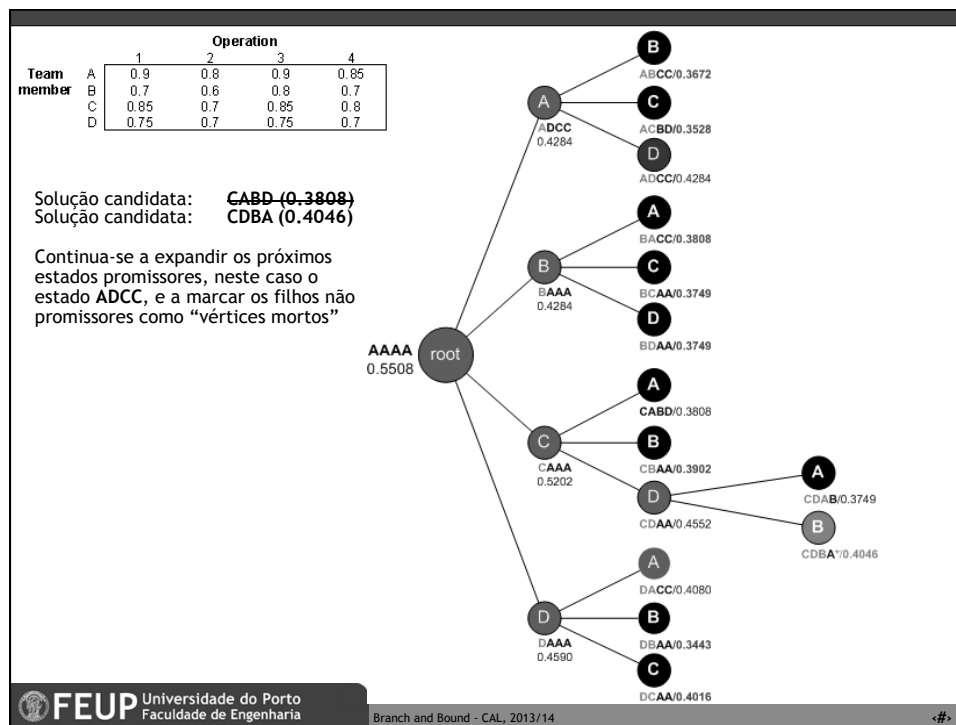 Operation
1 2 3 4
Team A 0.9 0.8 0.9 0.85
member B 0.7 0.6 0.8 0.7
C 0.85 0.7 0.85 0.8
D 0.75 0.7 0.75 0.7
Solução candidata: CABD (0.3808)
Solução candidata: CDBA (0.4046)
Continua-se a expandir os próximos
estados promissores, neste caso o
estado ADCC, e a marcar os filhos não
promissores como “vértices mortos”
AAAA
0.5508
root
A
ADCC
0.4284
B
ABCC/0.3672
C
ACBD/0.3528
D
ADCC/0.4284
B
BAAA
0.4284
A
BACC/0.3808
C
BCAA/0.3749
D
BDAA/0.3749
C
CAAA
0.5202
A
CABD/0.3808
B
CBAA/0.3902
D
CDAA/0.4552
A
CDAB/0.3749
B
CDBA*/0.4046
D
DAAA
0.4590
A
DACC/0.4080
B
DBAA/0.3443
C
DCAA/0.4016
FEUP Universidade do Porto
Faculdade de Engenharia
Branch and Bound - CAL, 2013/14
‹#›